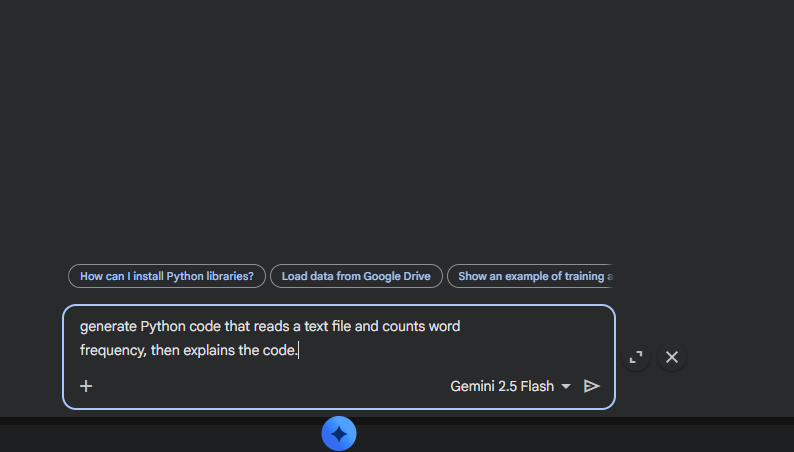 How can I install Python libraries?
Load data from Google Drive
Show an example of training
generate Python code that reads a text file and counts word
frequency, then explains the code.
Gemini 2.5 Flash